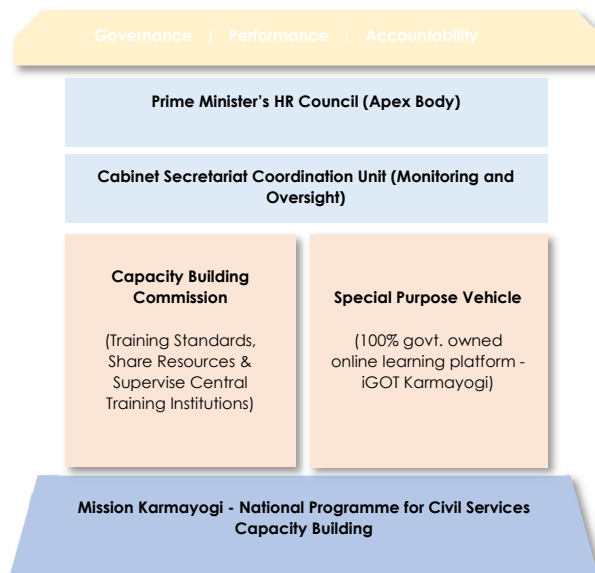 Governance | Performance | Accountability
Prime Minister's HR Council (Apex Body)
Cabinet Secretariat Coordination Unit (Monitoring and
Oversight)
Capacity Building
Commission
(Training Standards,
Share Resources &
Supervise Central
Training Institutions)
Special Purpose Vehicle
(100% govt. owned
online learning platform -
iGOT Karmayogi)
Mission Karmayogi - National Programme for Civil Services
Capacity Building